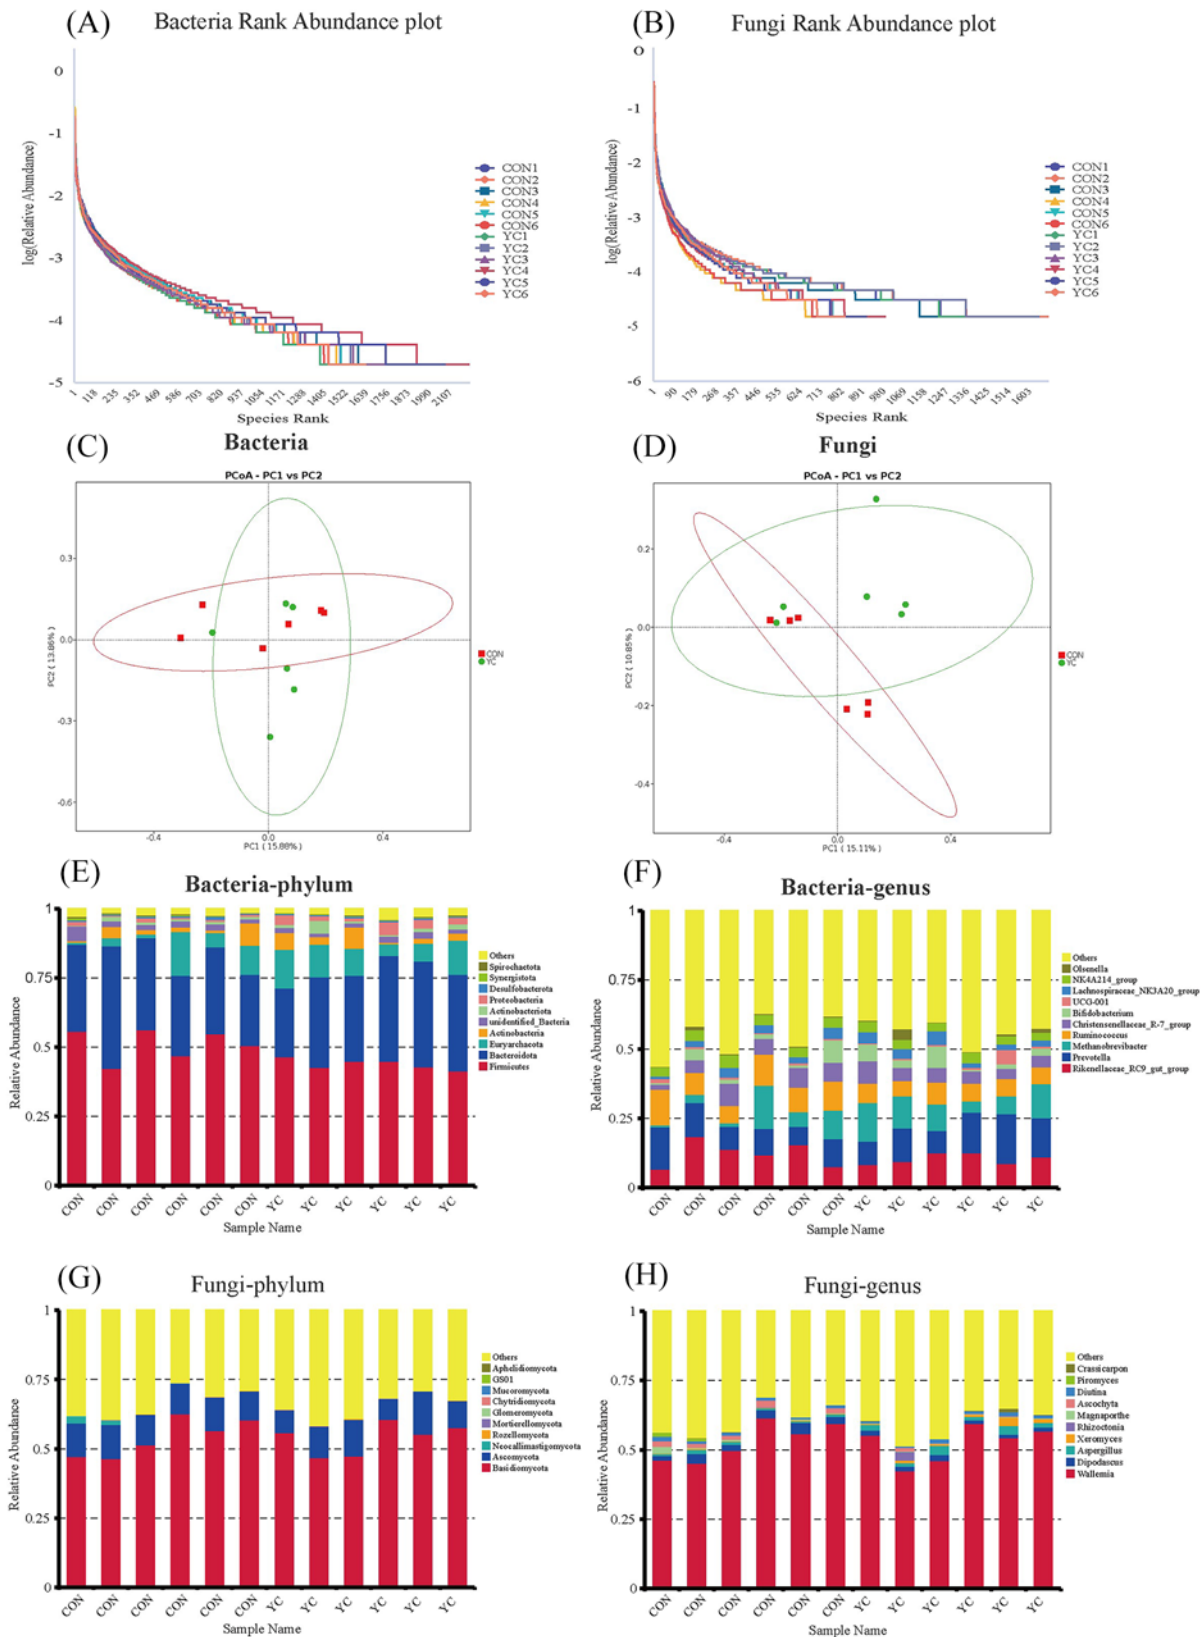 (A) Bacteria Rank Abundance plot
0
-1
-2
-3
-4
-5
log(Relative Abundance)
CON1
CON2
CON3
CON4
CON5
CON6
YC1
YC2
YC3
YC4
YC5
YC6
1 118 235 352 469 586 703 820 937 1054 1171 1288 1405 1522 1639 1756 1873 1990 2107
Species Rank
(B) Fungi Rank Abundance plot
0
-1
-2
-3
-4
-5
-6
log(Relative Abundance)
CON1
CON2
CON3
CON4
CON5
CON6
YC1
YC2
YC3
YC4
YC5
YC6
1 90 179 268 357 446 535 624 713 802 891 980 1069 1158 1247 1336 1425 1514 1603
Species Rank
(C) Bacteria
PCoA - PC1 vs PC2
0.3
0.0
-0.3
-0.6
PC2 ( 13.86% )
CON
YC
-0.4 0.0 0.4
PC1 ( 15.88% )
(D) Fungi
PCoA - PC1 vs PC2
0.2
0.0
-0.2
-0.4
PC2 ( 10.85% )
CON
YC
-0.4 0.0 0.4
PC1 ( 15.11% )
(E) Bacteria-phylum
1
0.75
0.5
0.25
0
Relative Abundance
Others
Spirochaetota
Synergistota
Desulfobacterota
Proteobacteria
Actinobacteriota
unidentified_Bacteria
Actinobacteria
Euryarchaeota
Bacteroidota
Firmicutes
CON CON CON CON CON CON YC YC YC YC YC YC
Sample Name
(F) Bacteria-genus
1
0.75
0.5
0.25
0
Relative Abundance
Others
Olsenella
NK4A214_group
Lachnospiraceae_NK3A20_group
UCG-001
Bifidobacterium
Christensenellaceae_R-7_group
Ruminococcus
Methanobrevibacter
Prevotella
Rikenellaceae_RC9_gut_group
CON CON CON CON CON CON YC YC YC YC YC YC
Sample Name
(G) Fungi-phylum
1
0.75
0.5
0.25
0
Relative Abundance
Others
Aphelidiomycota
GS01
Mucoromycota
Chytridiomycota
Glomeromycota
Mortierellomycota
Rozellomycota
Neocallimastigomycota
Ascomycota
Basidiomycota
CON CON CON CON CON CON YC YC YC YC YC YC
Sample Name
(H) Fungi-genus
1
0.75
0.5
0.25
0
Relative Abundance
Others
Crassicarpon
Piromyces
Diutina
Ascochyta
Magnaporthe
Rhizoctonia
Xeromyces
Aspergillus
Dipodascus
Wallemia
CON CON CON CON CON CON YC YC YC YC YC YC
Sample Name